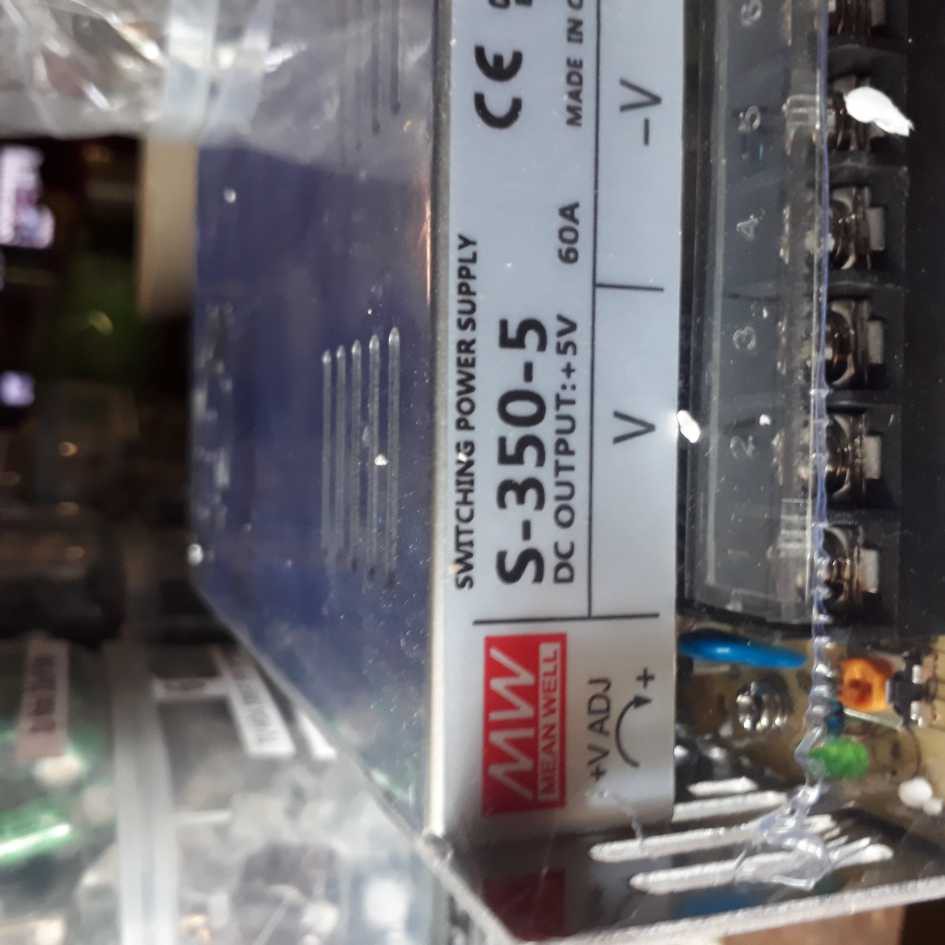 SWITCHING POWER SUPPLY
S-350-5
CE
DC OUTPUT:+5V 60A
MADE IN
V
-V
MW
MEAN WELL
+V ADJ
+
2
3
4
5
6